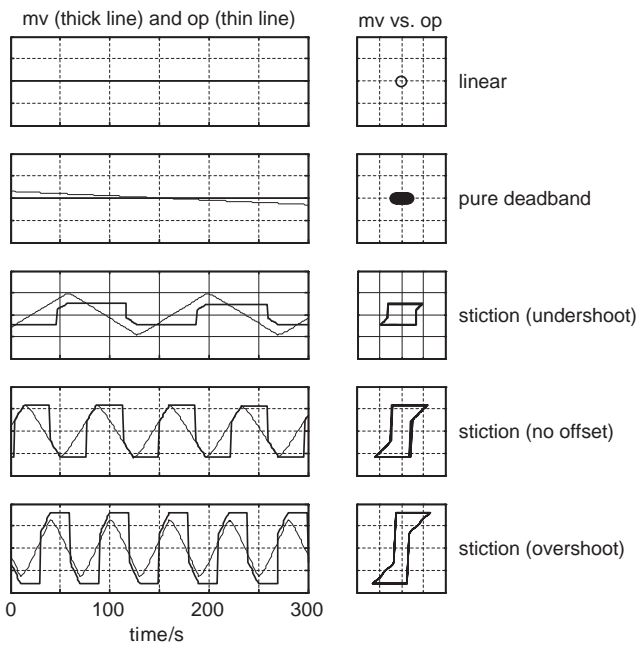 mv (thick line) and op (thin line)
mv vs. op
linear
pure deadband
stiction (undershoot)
stiction (no offset)
stiction (overshoot)
0 100 200 300
time/s